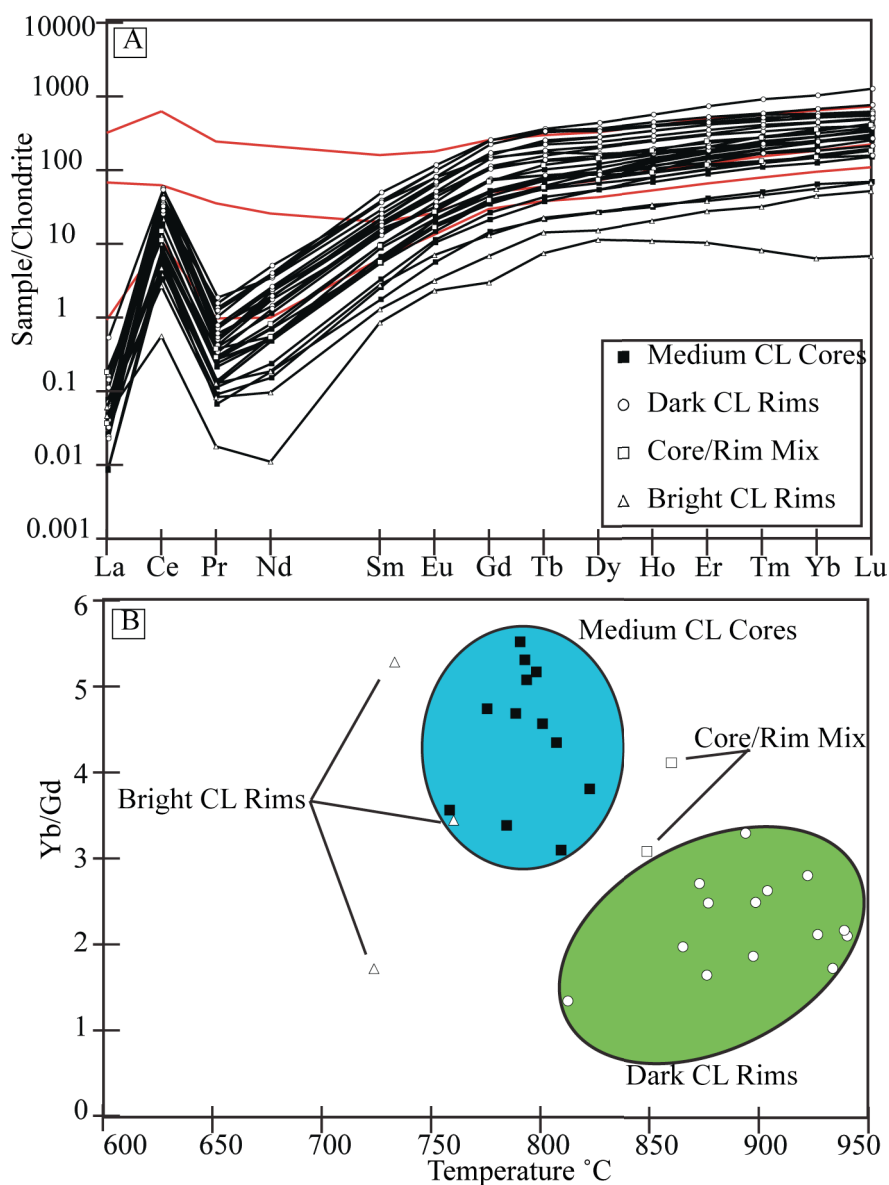 A
10000
1000
100
10
1
0.1
0.01
0.001
Sample/Chondrite
Medium CL Cores
Dark CL Rims
Core/Rim Mix
Bright CL Rims
La Ce Pr Nd Sm Eu Gd Tb Dy Ho Er Tm Yb Lu
B
6
5
4
3
2
1
0
Yb/Gd
Medium CL Cores
Core/Rim Mix
Bright CL Rims
Dark CL Rims
600 650 700 750 800 850 900 950
Temperature ˚C